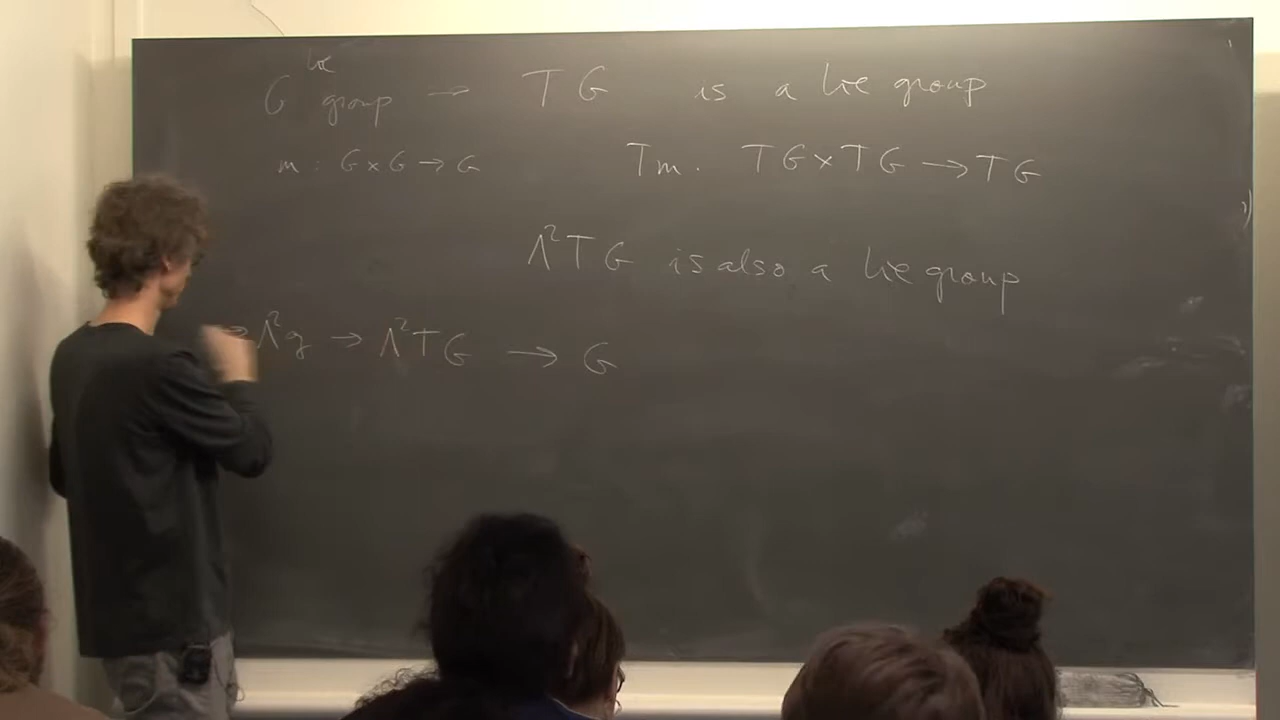 G Lie group → TG is a Lie group
m : G × G → G Tm. TG × TG → TG
Λ²TG is also a Lie group
→ Λ²g → Λ²TG → G